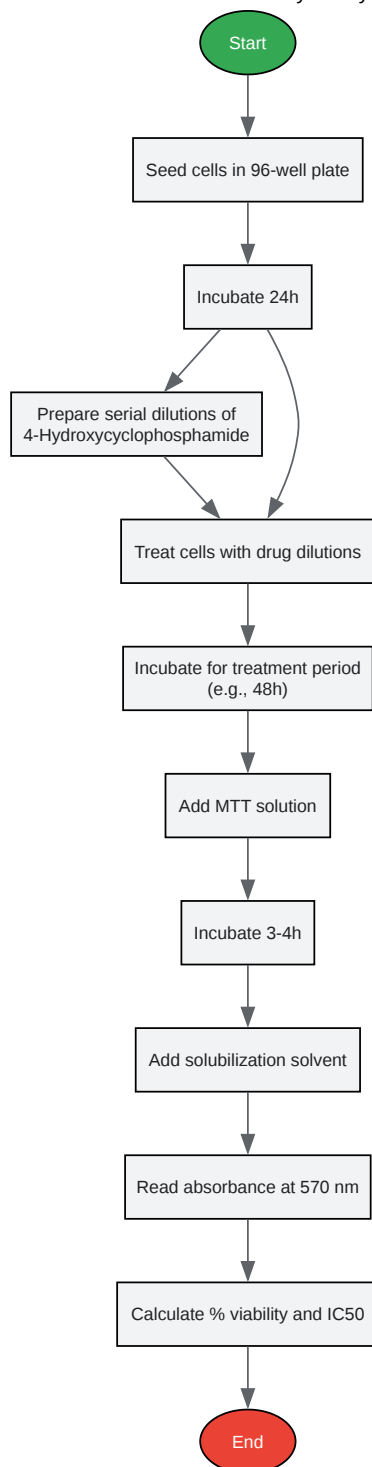 Start
Seed cells in 96-well plate
Incubate 24h
Prepare serial dilutions of
4-Hydroxycyclophosphamide
Treat cells with drug dilutions
Incubate for treatment period
(e.g., 48h)
Add MTT solution
Incubate 3-4h
Add solubilization solvent
Read absorbance at 570 nm
Calculate % viability and IC50
End